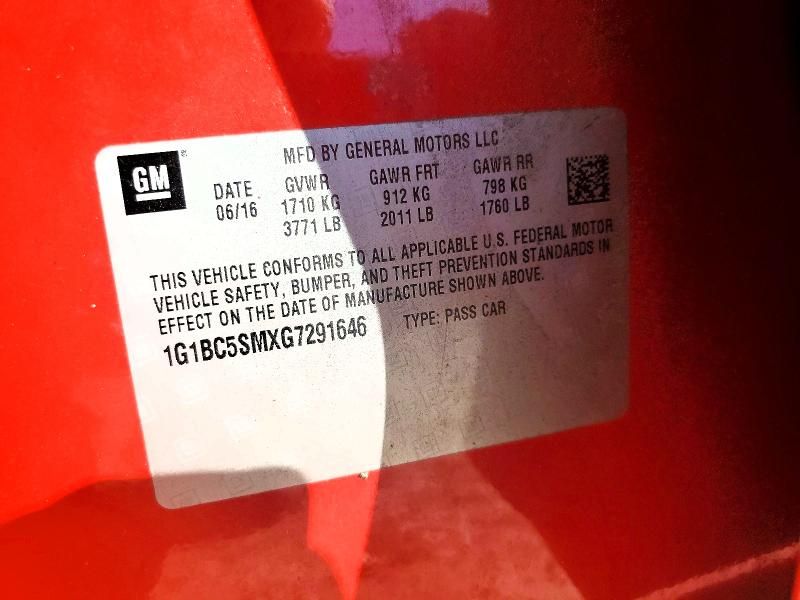 GM
MFD BY GENERAL MOTORS LLC
DATE GVWR GAWR FRT GAWR RR
06/16 1710 KG 912 KG 798 KG
3771 LB 2011 LB 1760 LB
THIS VEHICLE CONFORMS TO ALL APPLICABLE U.S. FEDERAL MOTOR
VEHICLE SAFETY, BUMPER, AND THEFT PREVENTION STANDARDS IN
EFFECT ON THE DATE OF MANUFACTURE SHOWN ABOVE.
1G1BC5SMXG7291646 TYPE: PASS CAR